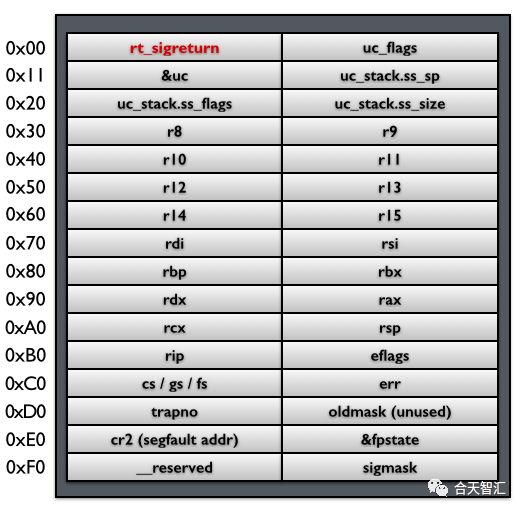 0x00 rt_sigreturn uc_flags
0x11 &uc uc_stack.ss_sp
0x20 uc_stack.ss_flags uc_stack.ss_size
0x30 r8 r9
0x40 r10 r11
0x50 r12 r13
0x60 r14 r15
0x70 rdi rsi
0x80 rbp rbx
0x90 rdx rax
0xA0 rcx rsp
0xB0 rip eflags
0xC0 cs / gs / fs err
0xD0 trapno oldmask (unused)
0xE0 cr2 (segfault addr) &fpstate
0xF0 __reserved sigmask
合天智汇